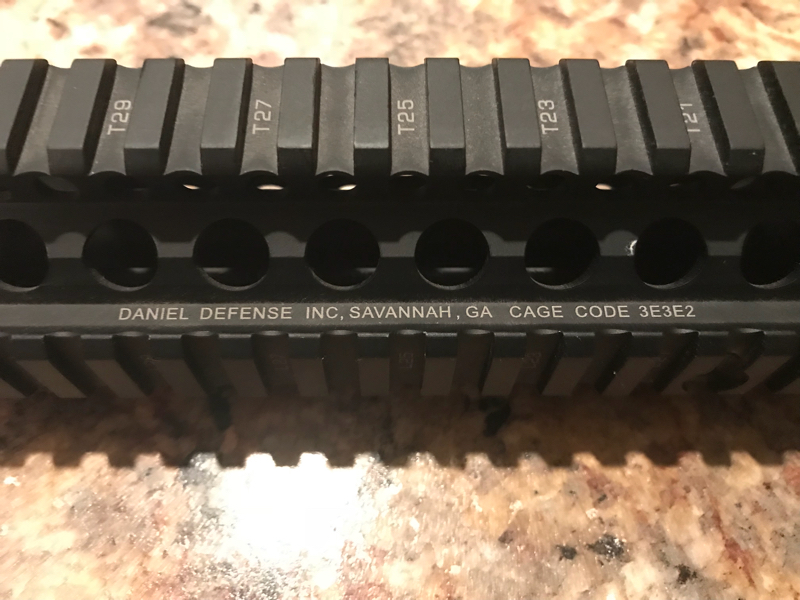 T29 T27 T25 T23 T21
DANIEL DEFENSE INC, SAVANNAH, GA CAGE CODE 3E3E2